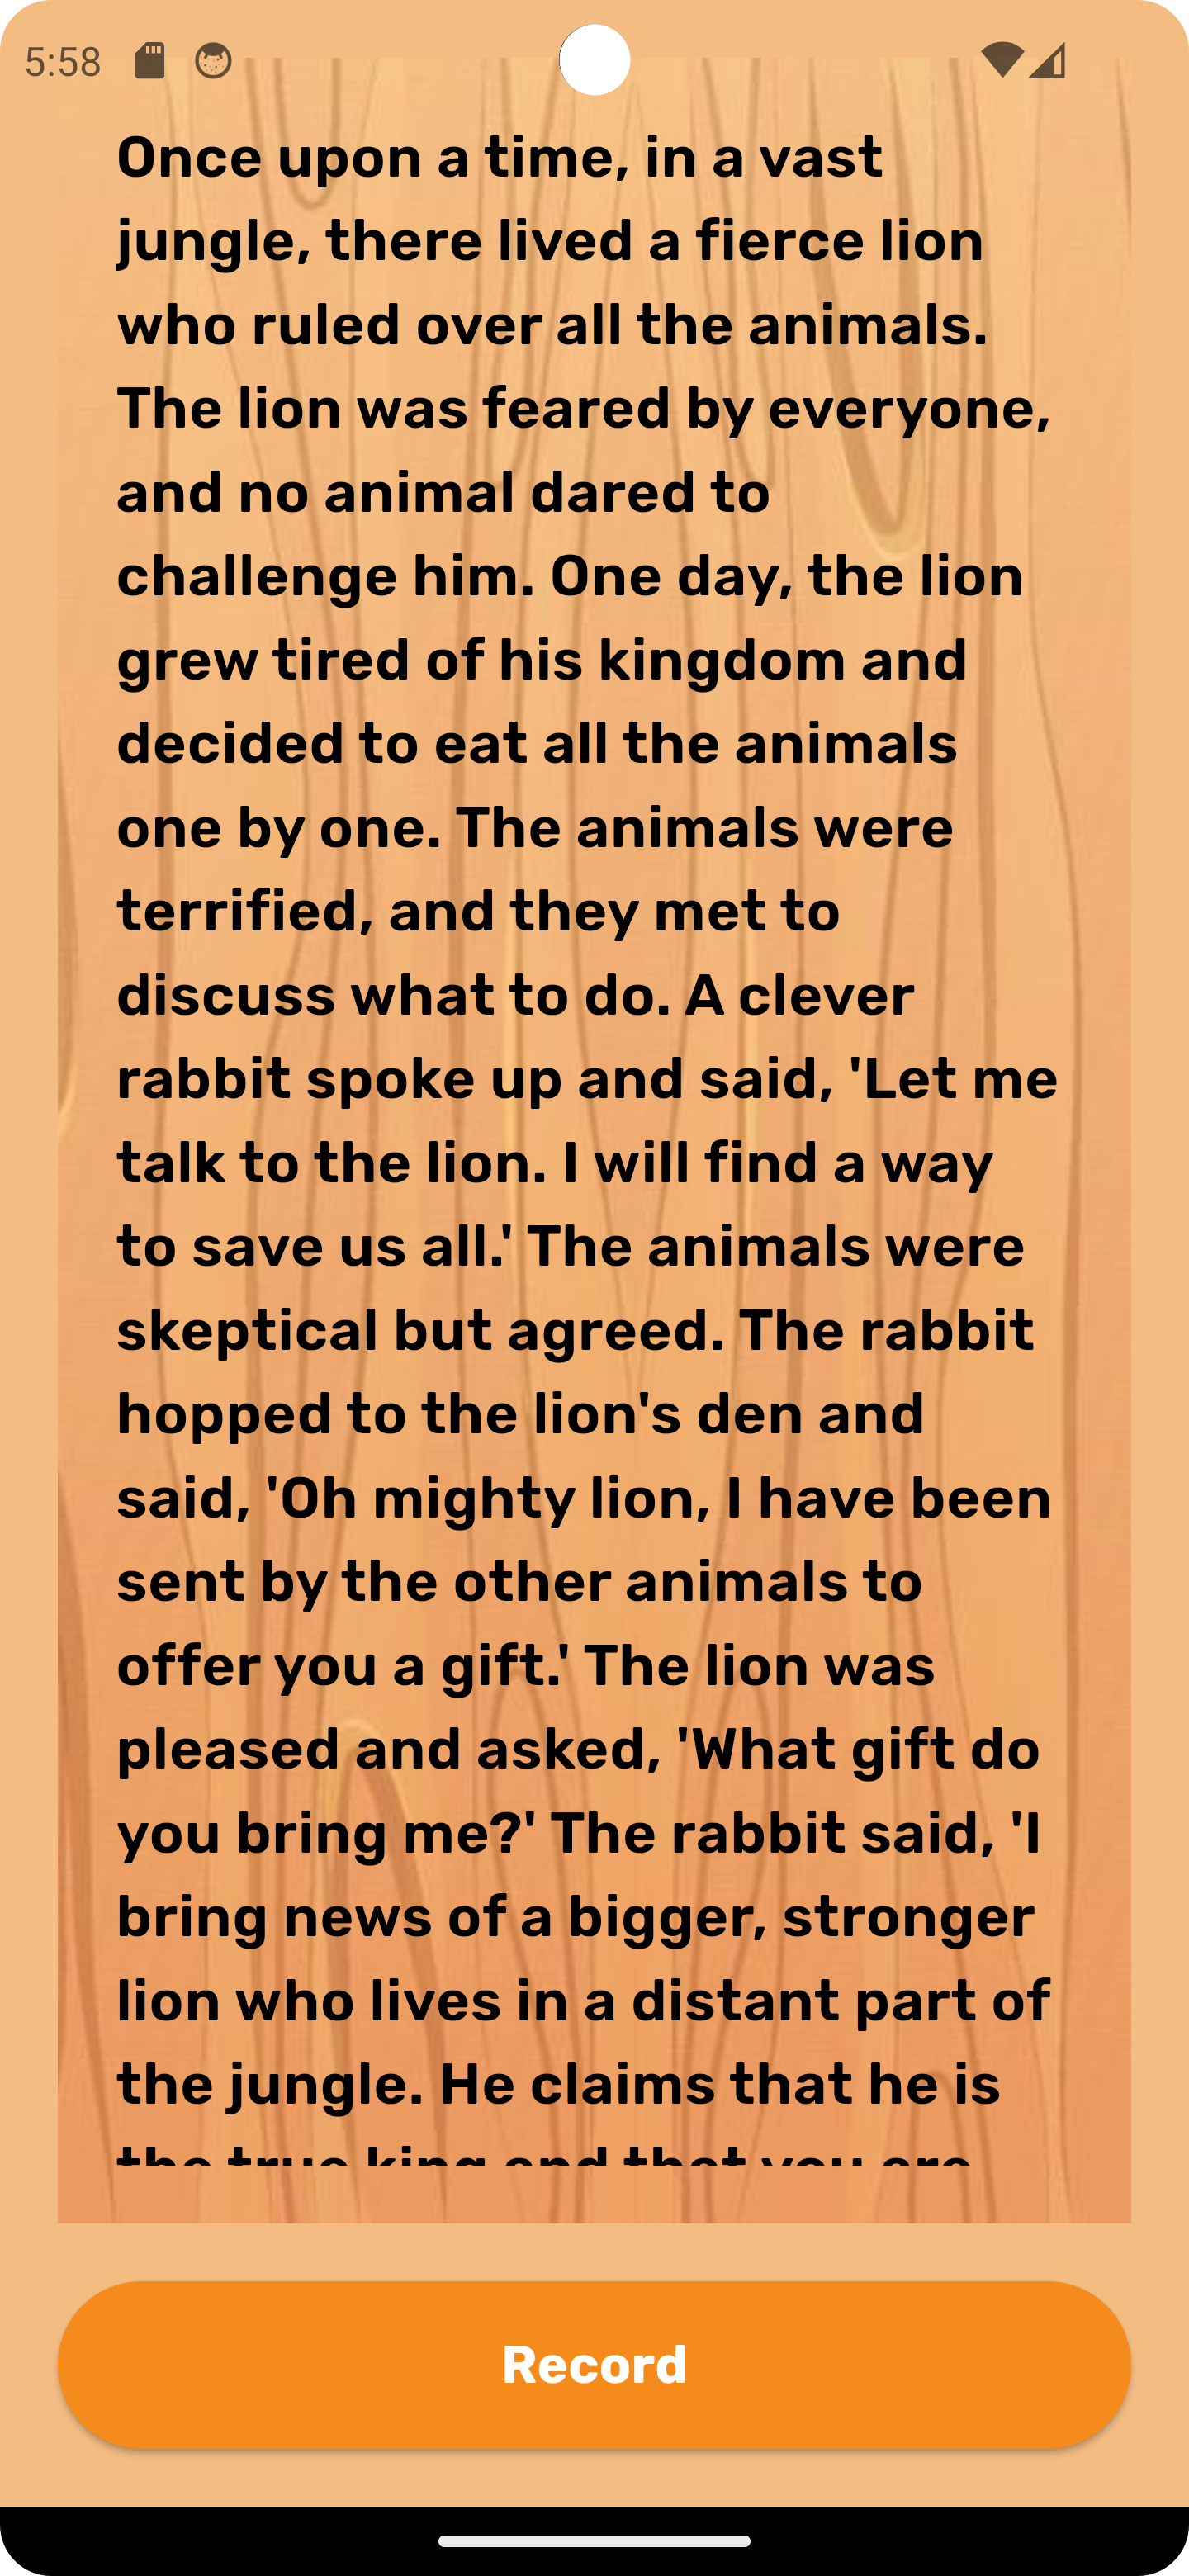 5:58
Once upon a time, in a vast
jungle, there lived a fierce lion
who ruled over all the animals.
The lion was feared by everyone,
and no animal dared to
challenge him. One day, the lion
grew tired of his kingdom and
decided to eat all the animals
one by one. The animals were
terrified, and they met to
discuss what to do. A clever
rabbit spoke up and said, 'Let me
talk to the lion. I will find a way
to save us all.' The animals were
skeptical but agreed. The rabbit
hopped to the lion's den and
said, 'Oh mighty lion, I have been
sent by the other animals to
offer you a gift.' The lion was
pleased and asked, 'What gift do
you bring me?' The rabbit said, 'I
bring news of a bigger, stronger
lion who lives in a distant part of
the jungle. He claims that he is
the true king and that you are
Record